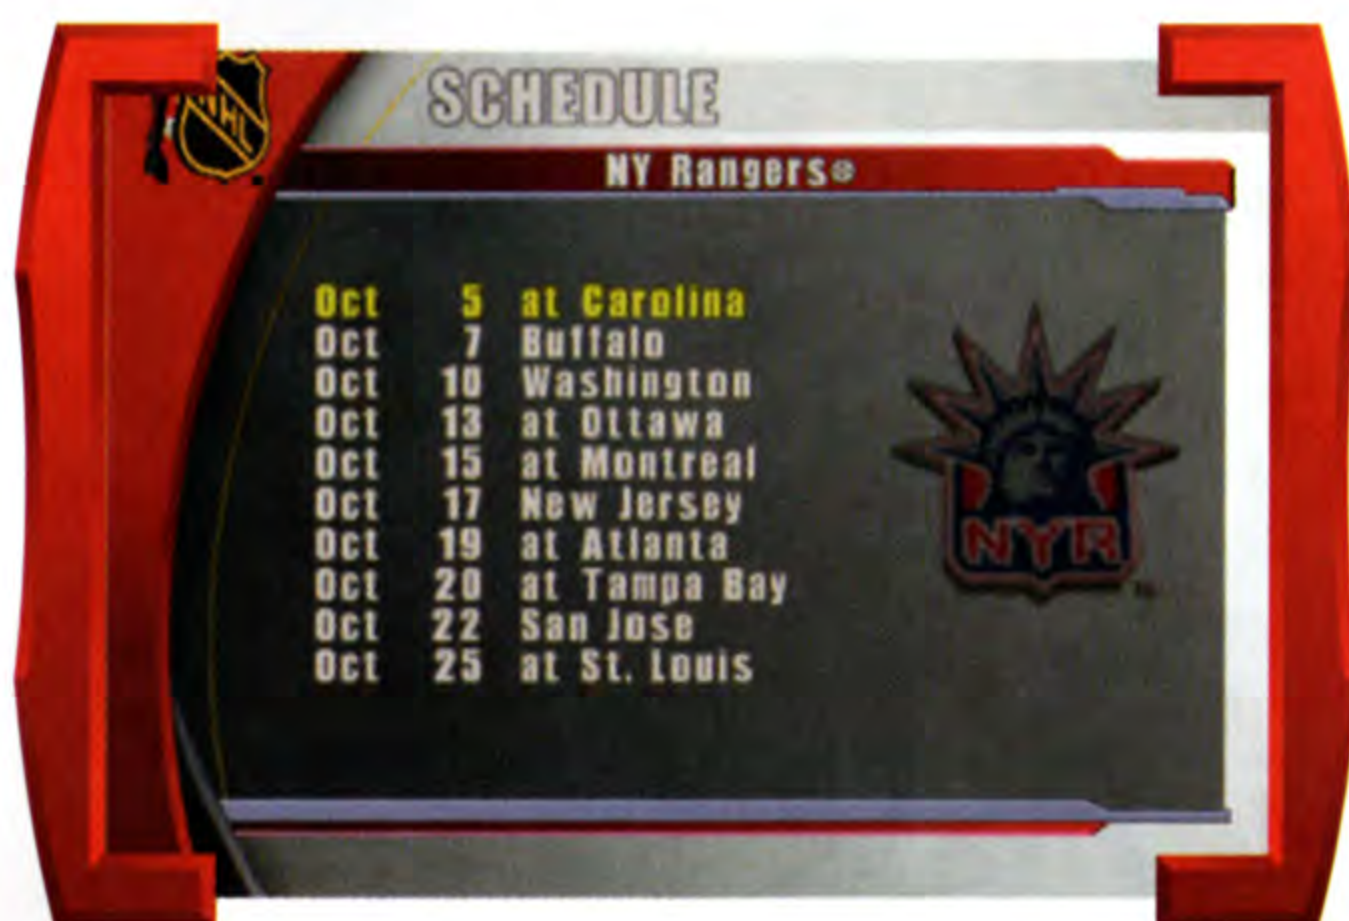 NHL
SCHEDULE
NY Rangers®
Oct 5 at Carolina
Oct 7 Buffalo
Oct 10 Washington
Oct 13 at Ottawa
Oct 15 at Montreal
Oct 17 New Jersey
Oct 19 at Atlanta
Oct 20 at Tampa Bay
Oct 22 San Jose
Oct 25 at St. Louis
NYR
TM